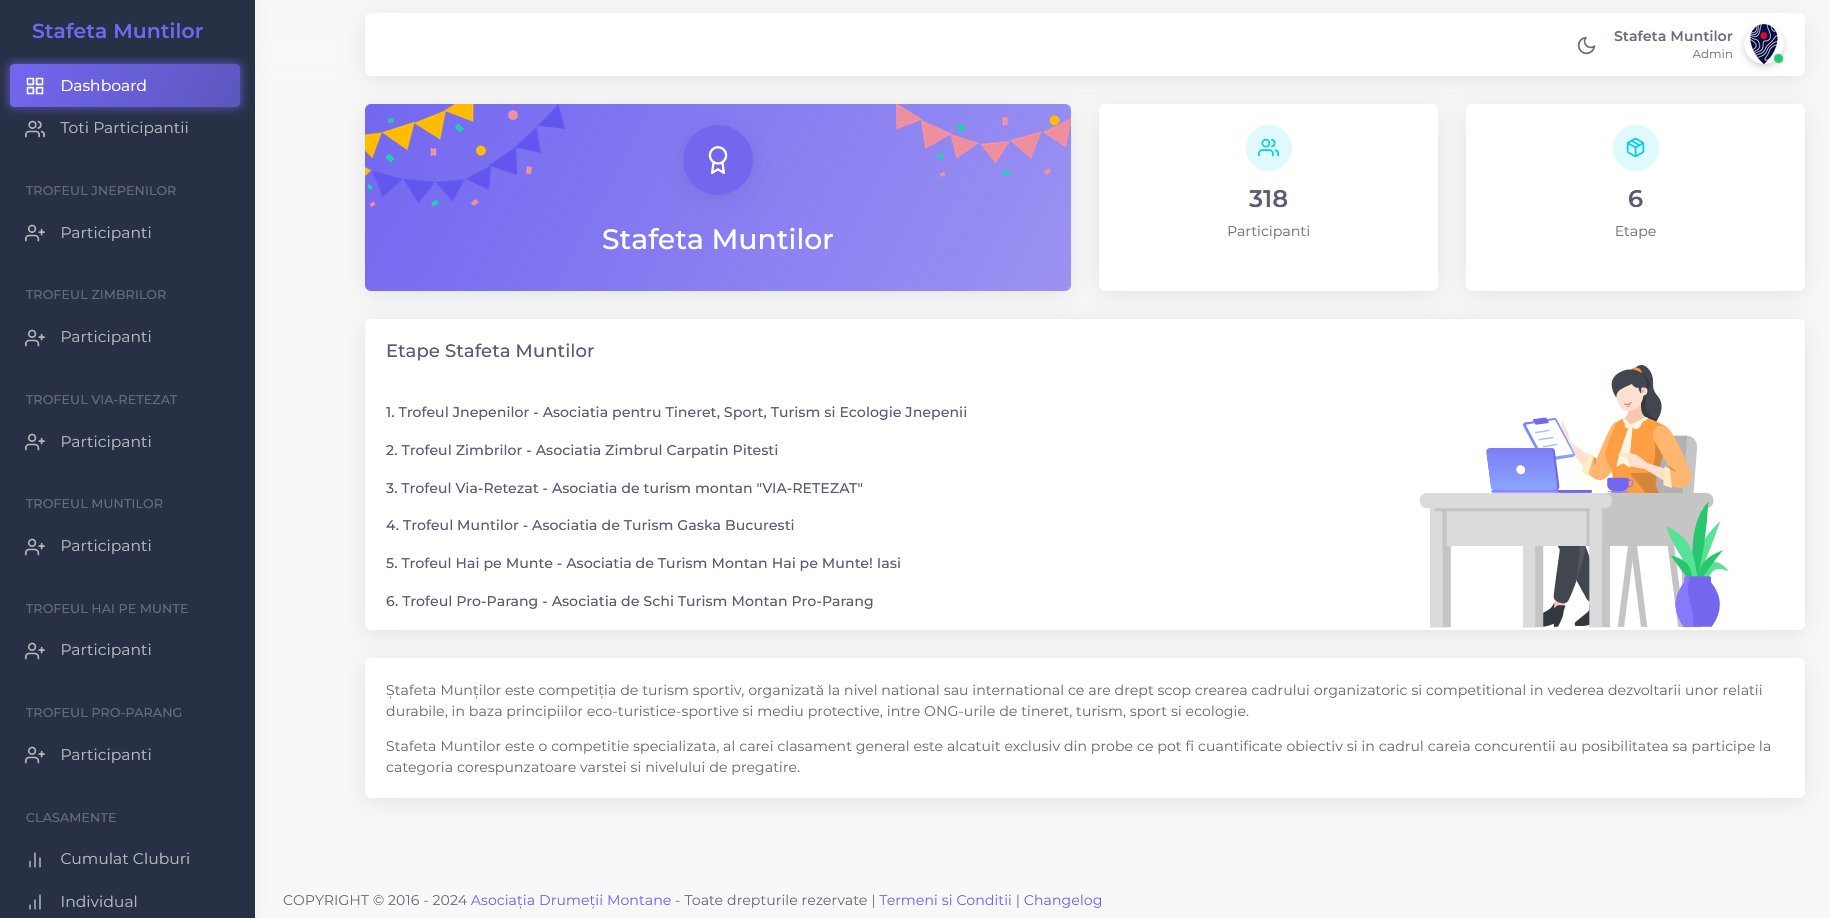 Stafeta Muntilor
Dashboard
Toti Participantii
TROFEUL JNEPENILOR
Participanti
TROFEUL ZIMBRILOR
Participanti
TROFEUL VIA-RETEZAT
Participanti
TROFEUL MUNTILOR
Participanti
TROFEUL HAI PE MUNTE
Participanti
TROFEUL PRO-PARANG
Participanti
CLASAMENTE
Cumulat Cluburi
Individual
Stafeta Muntilor
Admin
Stafeta Muntilor
318
Participanti
6
Etape
Etape Stafeta Muntilor
1. Trofeul Jnepenilor - Asociatia pentru Tineret, Sport, Turism si Ecologie Jnepenii
2. Trofeul Zimbrilor - Asociatia Zimbrul Carpatin Pitesti
3. Trofeul Via-Retezat - Asociatia de turism montan "VIA-RETEZAT"
4. Trofeul Muntilor - Asociatia de Turism Gaska Bucuresti
5. Trofeul Hai pe Munte - Asociatia de Turism Montan Hai pe Munte! Iasi
6. Trofeul Pro-Parang - Asociatia de Schi Turism Montan Pro-Parang
Ștafeta Munților este competiția de turism sportiv, organizată la nivel national sau international ce are drept scop crearea cadrului organizatoric si competitional in vederea dezvoltarii unor relatii
durabile, in baza principiilor eco-turistice-sportive si mediu protective, intre ONG-urile de tineret, turism, sport si ecologie.
Stafeta Muntilor este o competitie specializata, al carei clasament general este alcatuit exclusiv din probe ce pot fi cuantificate obiectiv si in cadrul careia concurentii au posibilitatea sa participe la
categoria corespunzatoare varstei si nivelului de pregatire.
COPYRIGHT © 2016 - 2024 Asociația Drumeții Montane - Toate drepturile rezervate | Termeni si Conditii | Changelog